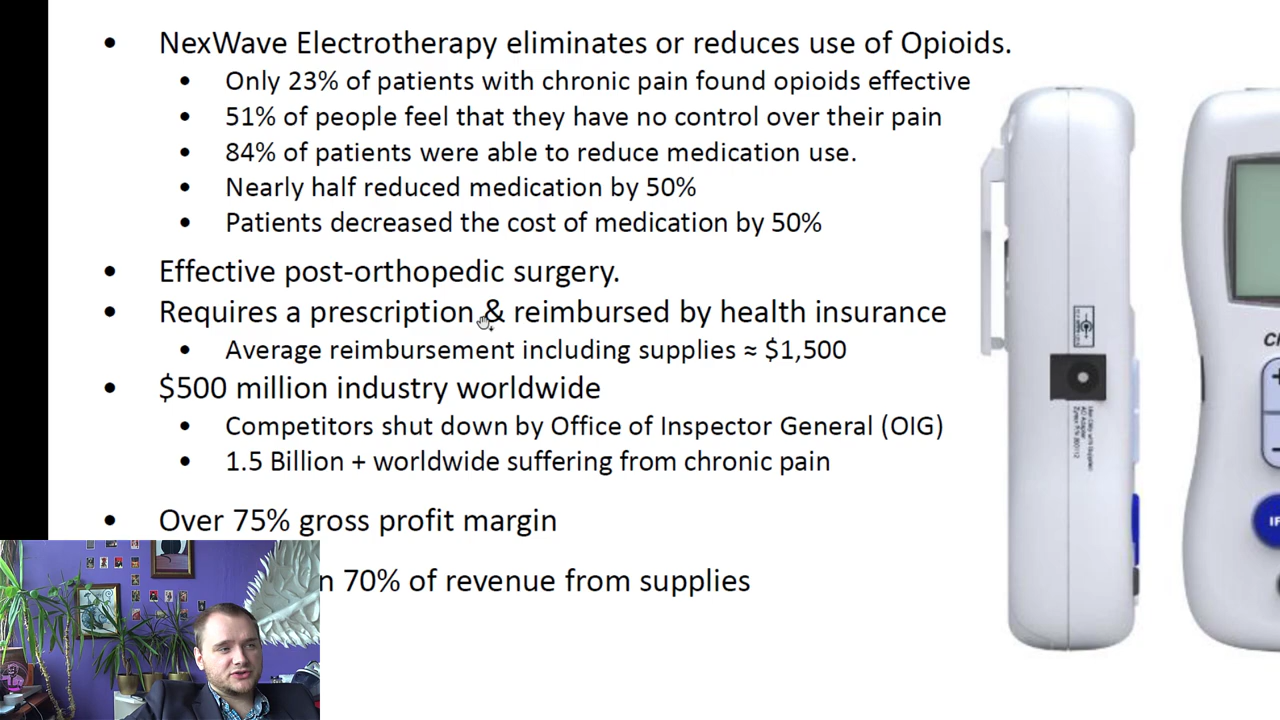 NexWave Electrotherapy eliminates or reduces use of Opioids.
Only 23% of patients with chronic pain found opioids effective
51% of people feel that they have no control over their pain
84% of patients were able to reduce medication use.
Nearly half reduced medication by 50%
Patients decreased the cost of medication by 50%
Effective post-orthopedic surgery.
Requires a prescription & reimbursed by health insurance
Average reimbursement including supplies ≈ $1,500
$500 million industry worldwide
Competitors shut down by Office of Inspector General (OIG)
1.5 Billion + worldwide suffering from chronic pain
Over 75% gross profit margin
n 70% of revenue from supplies